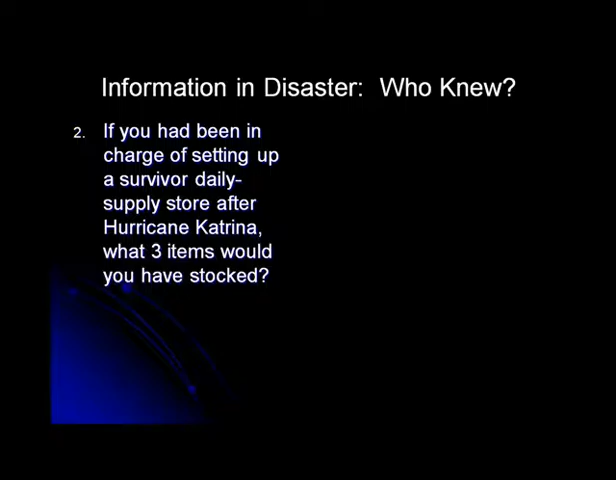 Information in Disaster: Who Knew?
2. If you had been in
charge of setting up
a survivor daily-
supply store after
Hurricane Katrina,
what 3 items would
you have stocked?